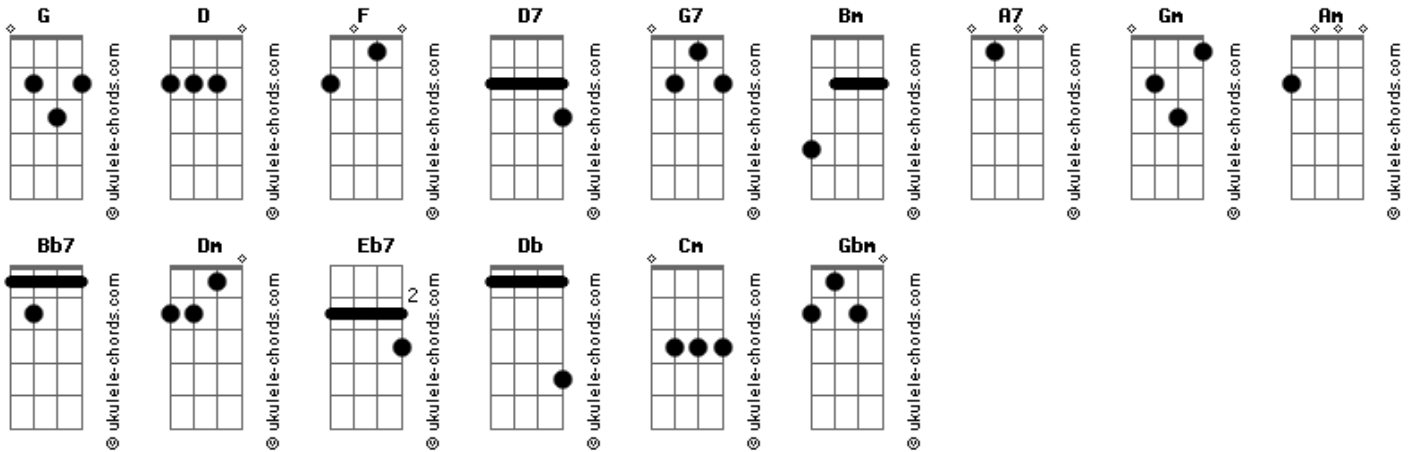 G D F D7 G7 Bm A7 Gm Am
© ukulele-chords.com © ukulele-chords.com © ukulele-chords.com © ukulele-chords.com © ukulele-chords.com © ukulele-chords.com © ukulele-chords.com © ukulele-chords.com © ukulele-chords.com
Bb7 Dm Eb7 Db Cm Gbm
2
© ukulele-chords.com © ukulele-chords.com © ukulele-chords.com © ukulele-chords.com © ukulele-chords.com © ukulele-chords.com